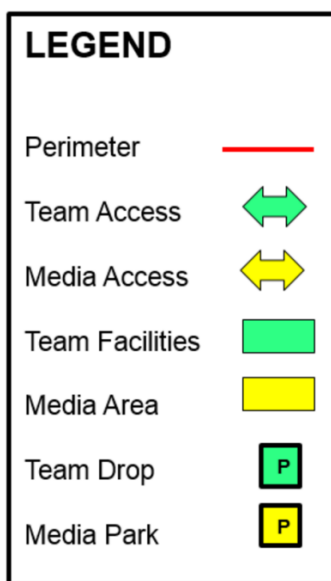 LEGEND
Perimeter
Team Access
Media Access
Team Facilities
Media Area
Team Drop P
Media Park P